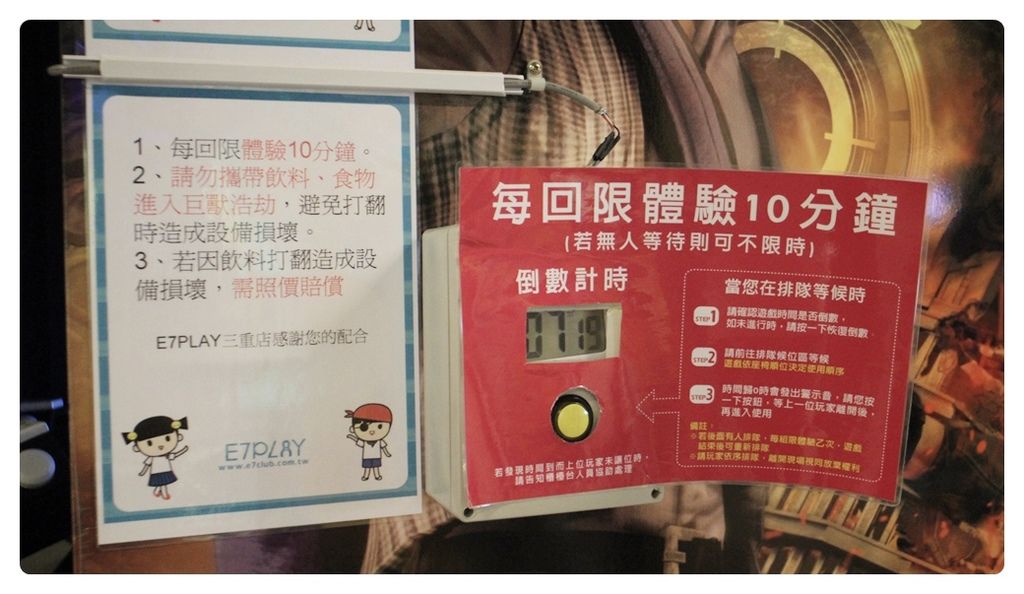 1、每回限體驗10分鐘。
2、請勿攜帶飲料、食物
進入巨獸浩劫，避免打翻
時造成設備損壞。
3、若因飲料打翻造成設
備損壞，需照價賠償
E7PLAY三重店感謝您的配合
E7PLAY
www.e7club.com.tw
每回限體驗10分鐘
(若無人等待則可不限時)
倒數計時
07:19
若發現時間到而上位玩家未讓位時，
請告知櫃檯台人員協助處理
當您在排隊等候時
STEP1 請確認遊戲時間是否倒數，
如未進行時，請按一下恢復倒數
STEP2 請前往排隊候位區等候
遊戲依座椅順位決定使用順序
STEP3 時間歸0時會發出警示音，請您按
一下按鈕，等上一位玩家離開後，
再進入使用
備註：
※若後面有人排隊，每組限體驗乙次，遊戲
結束後可重新排隊
※請玩家依序排隊，離開現場視同放棄權利